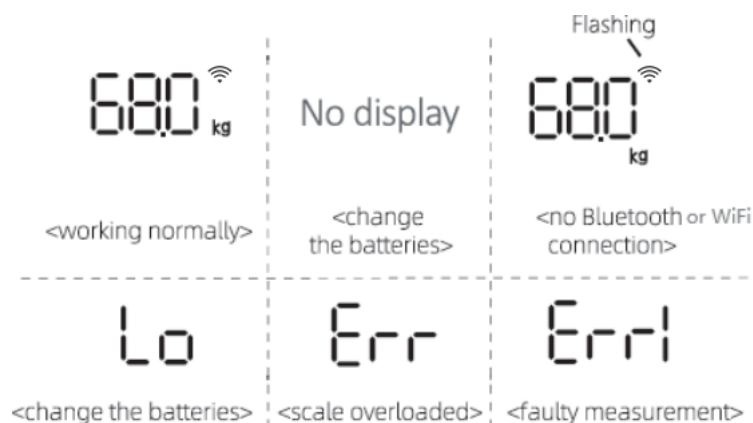 Flashing
68.0 kg
No display
68.0
kg
<working normally>
<change
the batteries>
<no Bluetooth or WiFi
connection>
Lo
Err
Err1
<change the batteries>
<scale overloaded>
<faulty measurement>